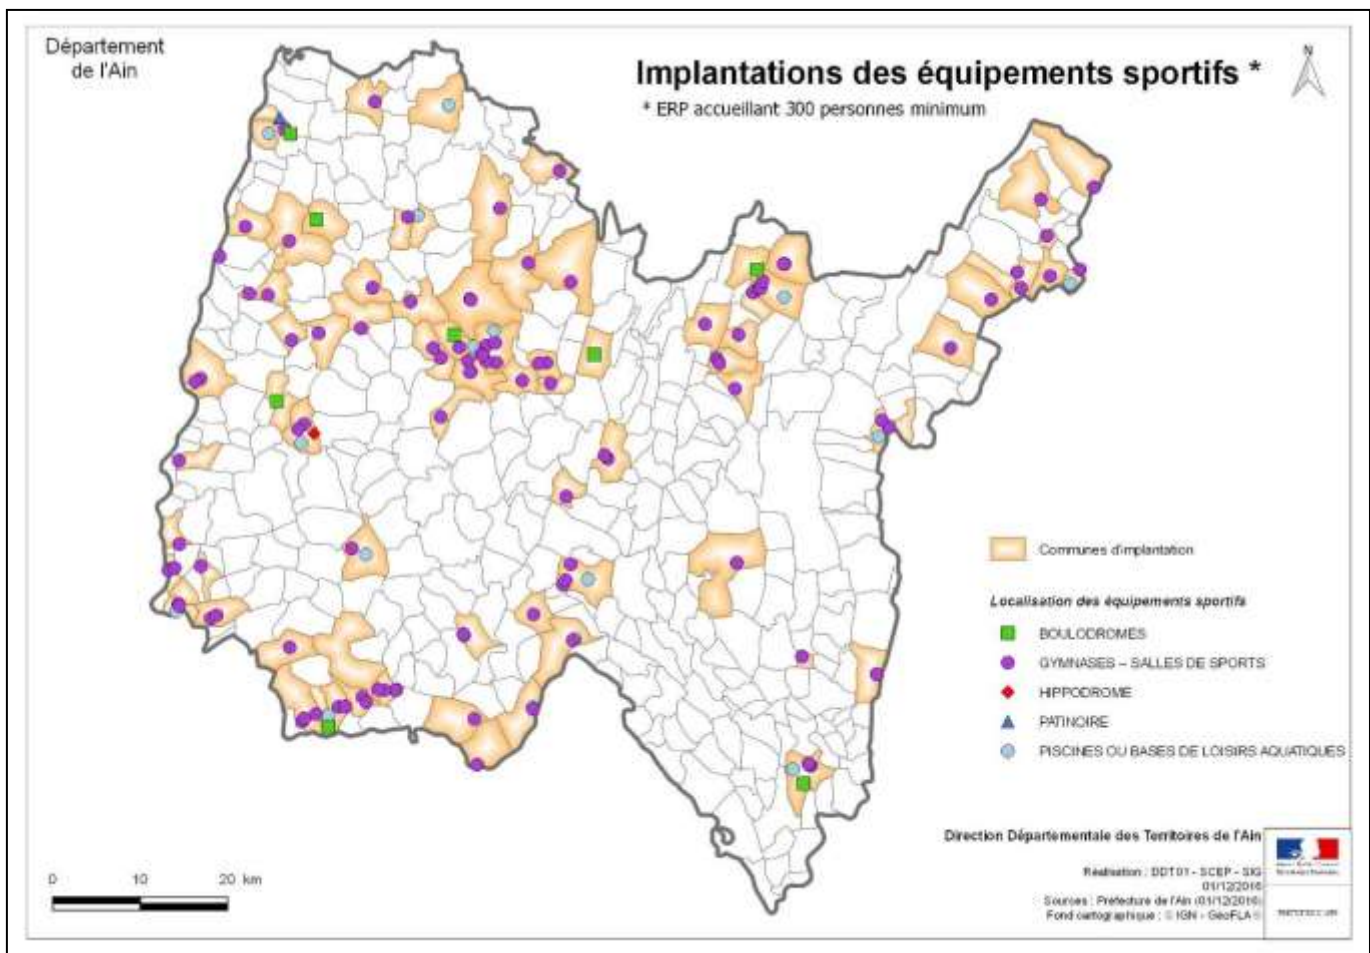 Département
de l'Ain
Implantations des équipements sportifs *
* ERP accueillant 300 personnes minimum
N
Communes d'implantation
Localisation des équipements sportifs
BOULODROMES
GYMNASES – SALLES DE SPORTS
HIPPODROME
PATINOIRE
PISCINES OU BASES DE LOISIRS AQUATIQUES
0 10 20 km
Direction Départementale des Territoires de l'Ain
Réalisation : DDT01 - SCEP - SIG
01/12/2016
Sources : Préfecture de l'Ain (01/12/2016)
Fond cartographique : © IGN - GéoFLA ®